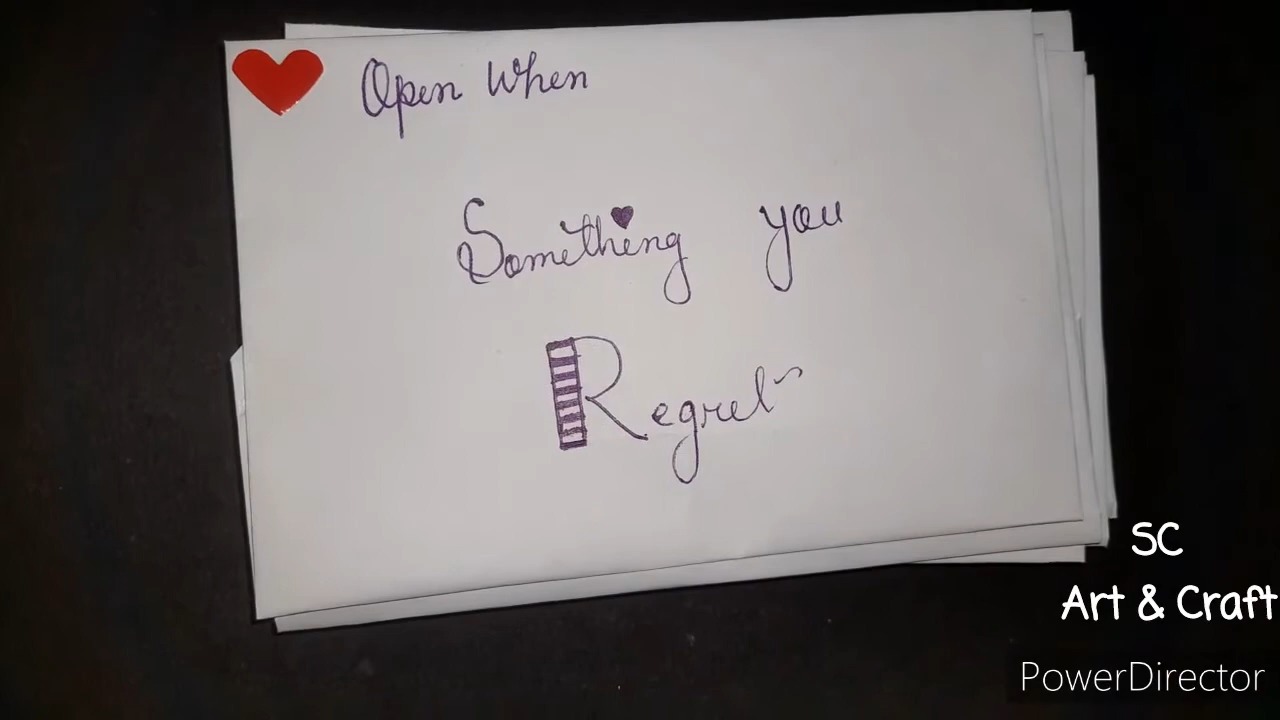 Open When
Something you
Regret
SC
Art & Craft
PowerDirector